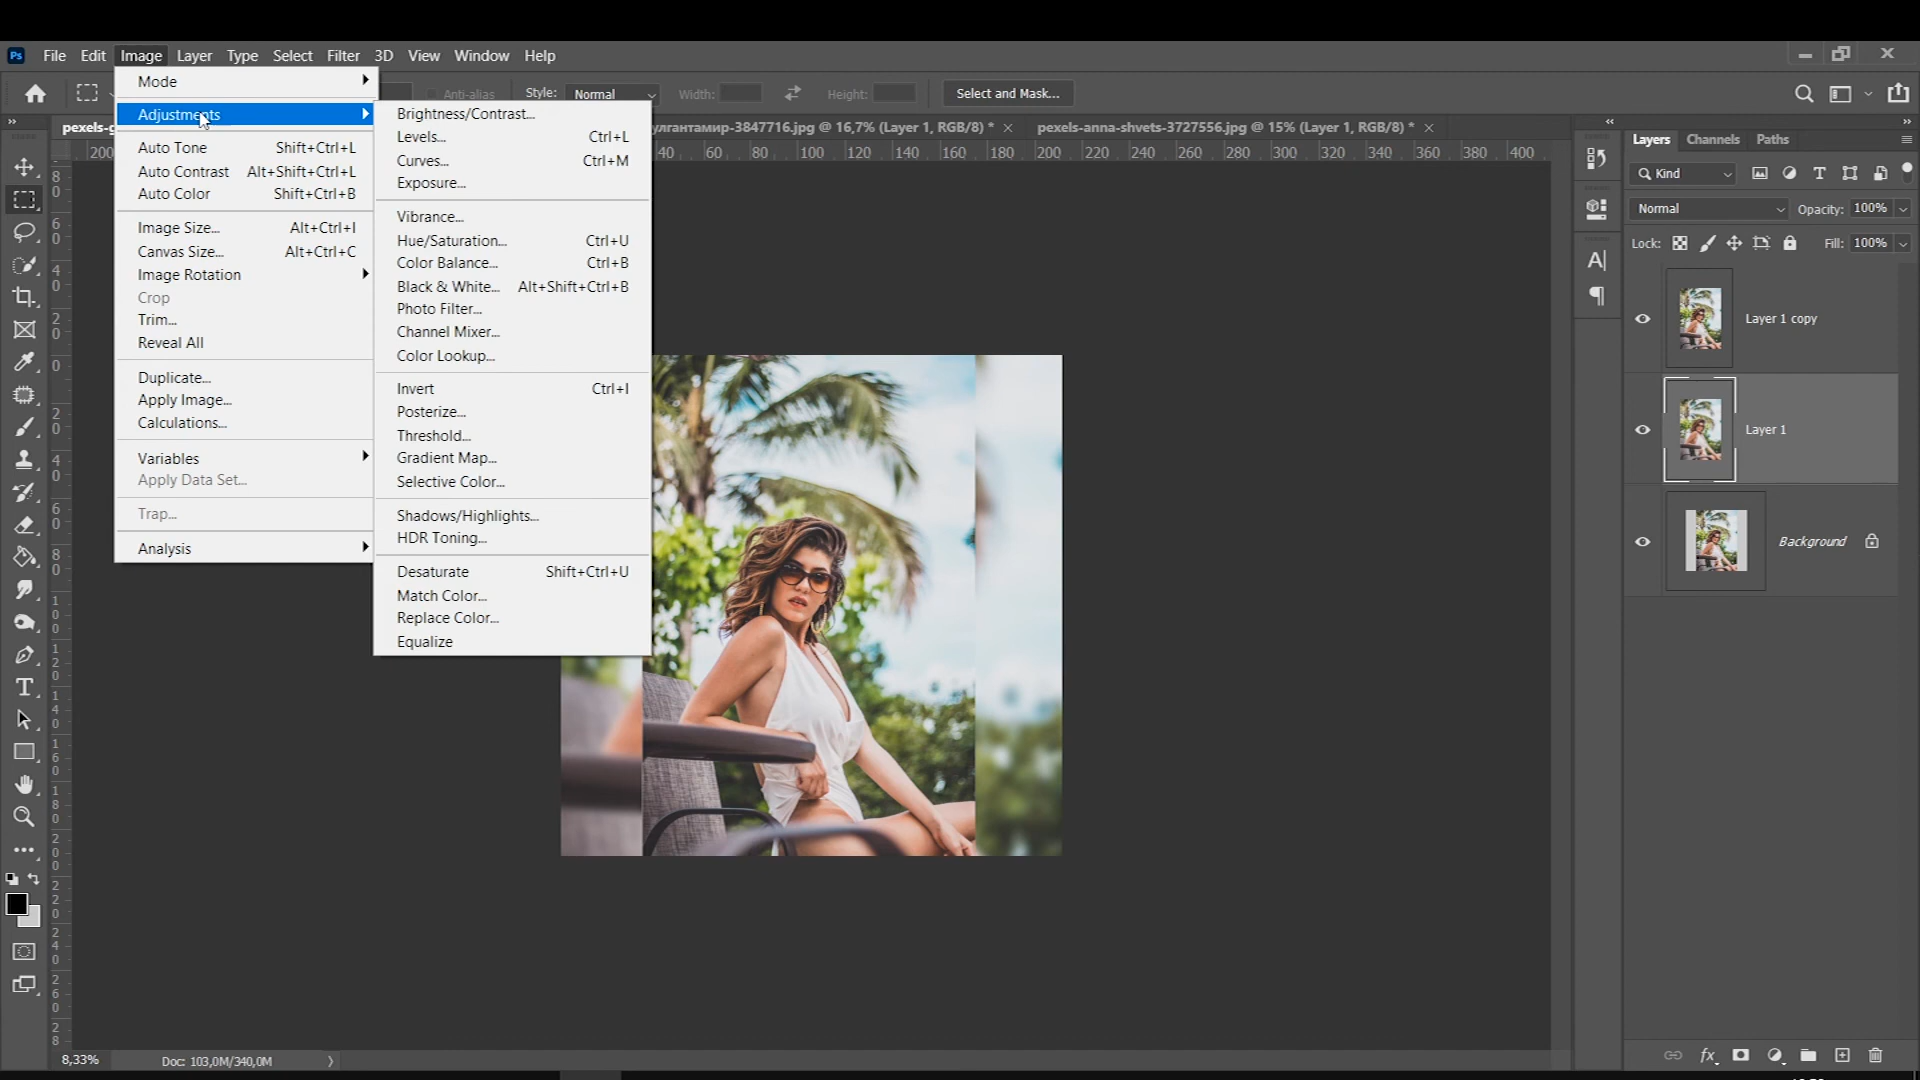 Ps File Edit Image Layer Type Select Filter 3D View Window Help
Anti-alias Style: Normal Width: Height: Select and Mask...
pexels-g
улгантамир-3847716.jpg @ 16,7% (Layer 1, RGB/8) *
pexels-anna-shvets-3727556.jpg @ 15% (Layer 1, RGB/8) *
200 40 60 80 100 120 140 160 180 200 220 240 260 280 300 320 340 360 380 400
Mode
Adjustments
Auto Tone Shift+Ctrl+L
Auto Contrast Alt+Shift+Ctrl+L
Auto Color Shift+Ctrl+B
Image Size... Alt+Ctrl+I
Canvas Size... Alt+Ctrl+C
Image Rotation
Crop
Trim...
Reveal All
Duplicate...
Apply Image...
Calculations...
Variables
Apply Data Set...
Trap...
Analysis
Brightness/Contrast...
Levels... Ctrl+L
Curves... Ctrl+M
Exposure...
Vibrance...
Hue/Saturation... Ctrl+U
Color Balance... Ctrl+B
Black & White... Alt+Shift+Ctrl+B
Photo Filter...
Channel Mixer...
Color Lookup...
Invert Ctrl+I
Posterize...
Threshold...
Gradient Map...
Selective Color...
Shadows/Highlights...
HDR Toning...
Desaturate Shift+Ctrl+U
Match Color...
Replace Color...
Equalize
Layers Channels Paths
Kind
Normal Opacity: 100%
Lock: Fill: 100%
Layer 1 copy
Layer 1
Background
8,33% Doc: 103,0M/340,0M